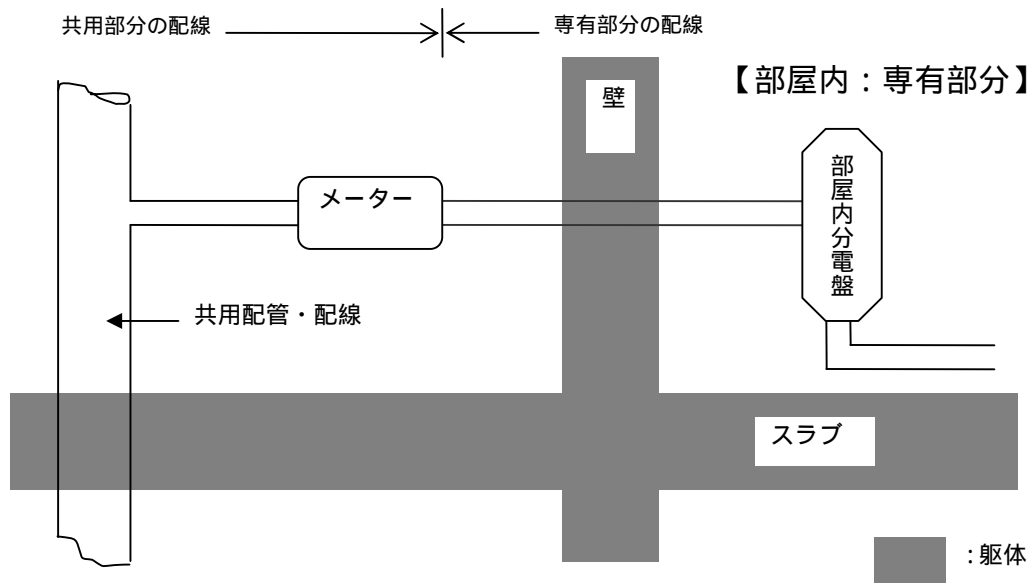 共用部分の配線
専有部分の配線
【部屋内：専有部分】
壁
メーター
部屋内分電盤
共用配管・配線
スラブ
：躯体